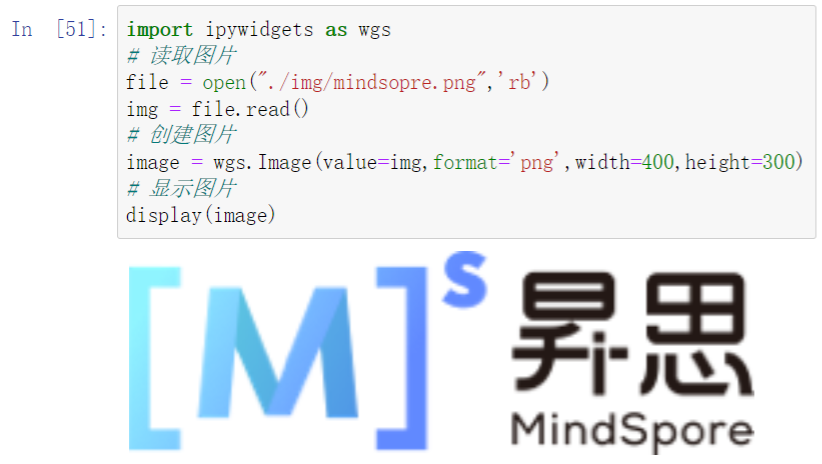 In [51]: import ipywidgets as wgs
# 读取图片
file = open("./img/mindsopre.png",'rb')
img = file.read()
# 创建图片
image = wgs.Image(value=img,format='png',width=400,height=300)
# 显示图片
display(image)
[M]s
昇思
MindSpore